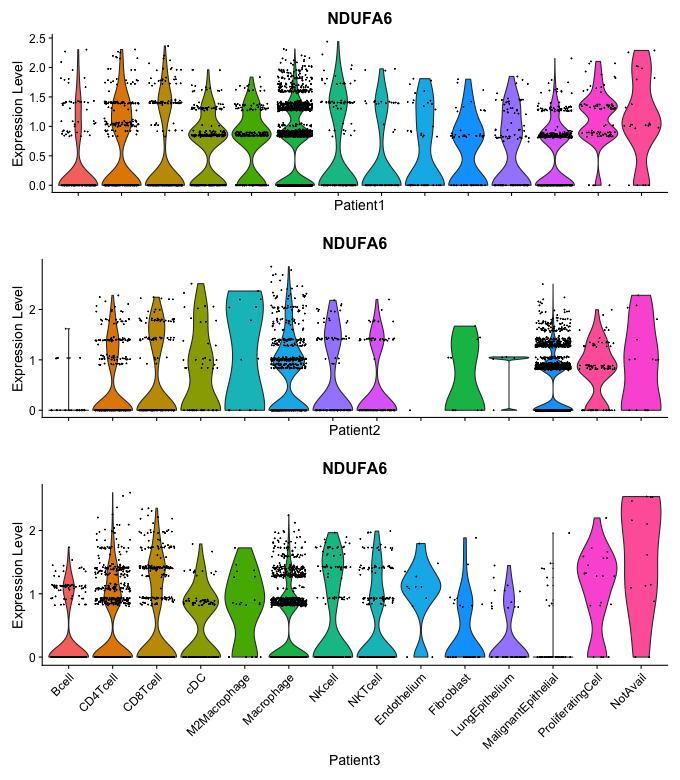 NDUFA6
Expression Level
2.5
2.0
1.5
1.0
0.5
0.0
Patient1
NDUFA6
Expression Level
2
1
0
Patient2
NDUFA6
Expression Level
2
1
0
Bcell
CD4Tcell
CD8Tcell
cDC
M2Macrophage
Macrophage
NKcell
NKTcell
Endothelium
Fibroblast
LungEpithelium
MalignantEpithelial
ProliferatingCell
NotAvail
Patient3